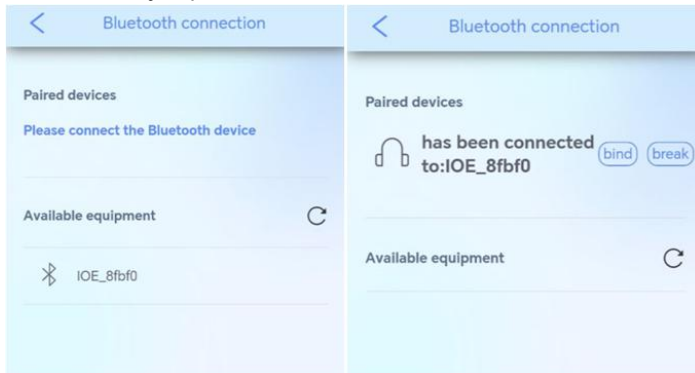 Bluetooth connection
Paired devices
Please connect the Bluetooth device
Available equipment
IOE_8fbf0
Bluetooth connection
Paired devices
has been connected
to:IOE_8fbf0
bind
break
Available equipment